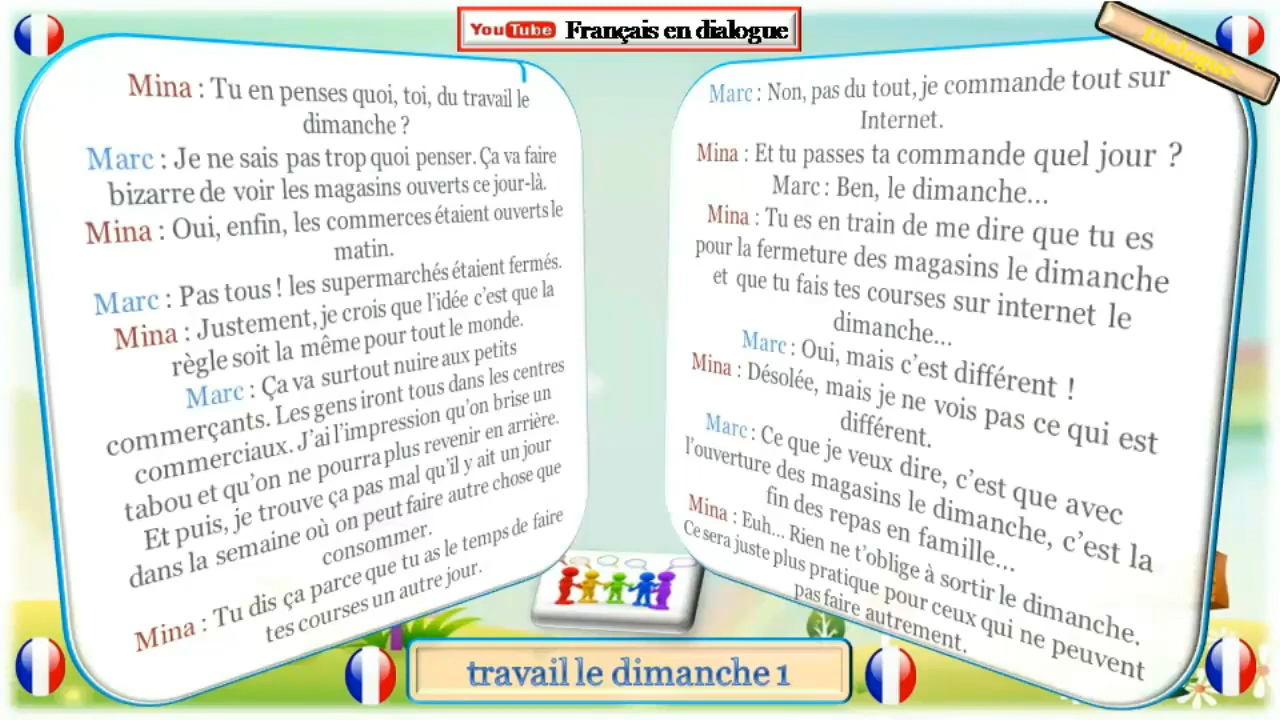 YouTube Français en dialogue
Dialogue
Mina : Tu en penses quoi, toi, du travail le
dimanche ?
Marc : Je ne sais pas trop quoi penser. Ça va faire
bizarre de voir les magasins ouverts ce jour-là.
Mina : Oui, enfin, les commerces étaient ouverts le
matin.
Marc : Pas tous ! les supermarchés étaient fermés.
Mina : Justement, je crois que l'idée c'est que la
règle soit la même pour tout le monde.
Marc : Ça va surtout nuire aux petits
commerçants. Les gens iront tous dans les centres
commerciaux. J'ai l'impression qu'on brise un
tabou et qu'on ne pourra plus revenir en arrière.
Et puis, je trouve ça pas mal qu'il y ait un jour
dans la semaine où on peut faire autre chose que
consommer.
Mina : Tu dis ça parce que tu as le temps de faire
tes courses un autre jour.
Marc : Non, pas du tout, je commande tout sur
Internet.
Mina : Et tu passes ta commande quel jour ?
Marc : Ben, le dimanche...
Mina : Tu es en train de me dire que tu es
pour la fermeture des magasins le dimanche
et que tu fais tes courses sur internet le
dimanche...
Marc : Oui, mais c'est différent !
Mina : Désolée, mais je ne vois pas ce qui est
différent.
Marc : Ce que je veux dire, c'est que avec
l'ouverture des magasins le dimanche, c'est la
fin des repas en famille...
Mina : Euh... Rien ne t'oblige à sortir le dimanche.
Ce sera juste plus pratique pour ceux qui ne peuvent
pas faire autrement.
travail le dimanche 1